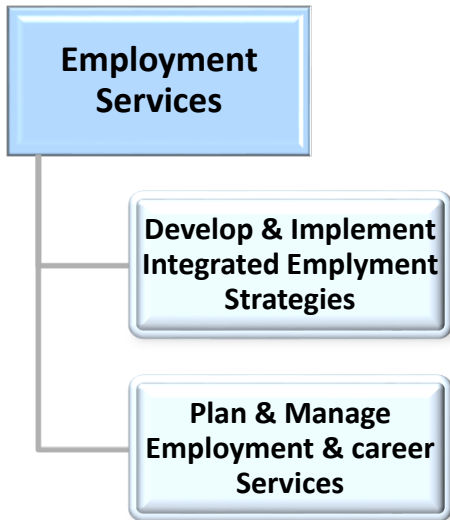 Employment
Services
Develop & Implement
Integrated Emplyment
Strategies
Plan & Manage
Employment & career
Services